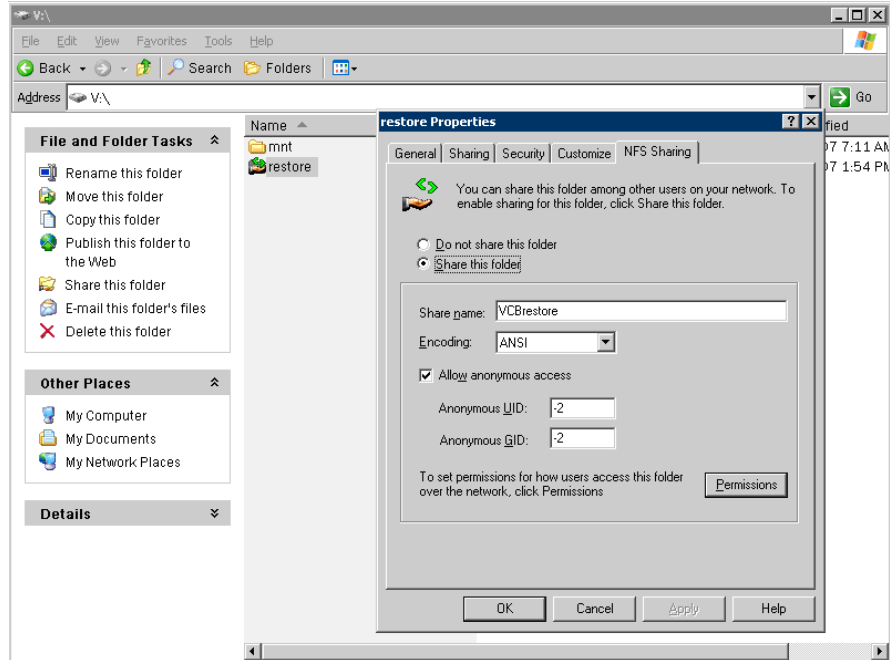 V:\
File Edit View Favorites Tools Help
Back Search Folders
Address V:\ Go
File and Folder Tasks
Rename this folder
Move this folder
Copy this folder
Publish this folder to
the Web
Share this folder
E-mail this folder's files
Delete this folder
Other Places
My Computer
My Documents
My Network Places
Details
Name
mnt
restore
fied
07 7:11 AM
07 1:54 PM
restore Properties
General Sharing Security Customize NFS Sharing
You can share this folder among other users on your network. To
enable sharing for this folder, click Share this folder.
Do not share this folder
Share this folder
Share name: VCBrestore
Encoding: ANSI
Allow anonymous access
Anonymous UID: -2
Anonymous GID: -2
To set permissions for how users access this folder
over the network, click Permissions
Permissions
OK Cancel Apply Help